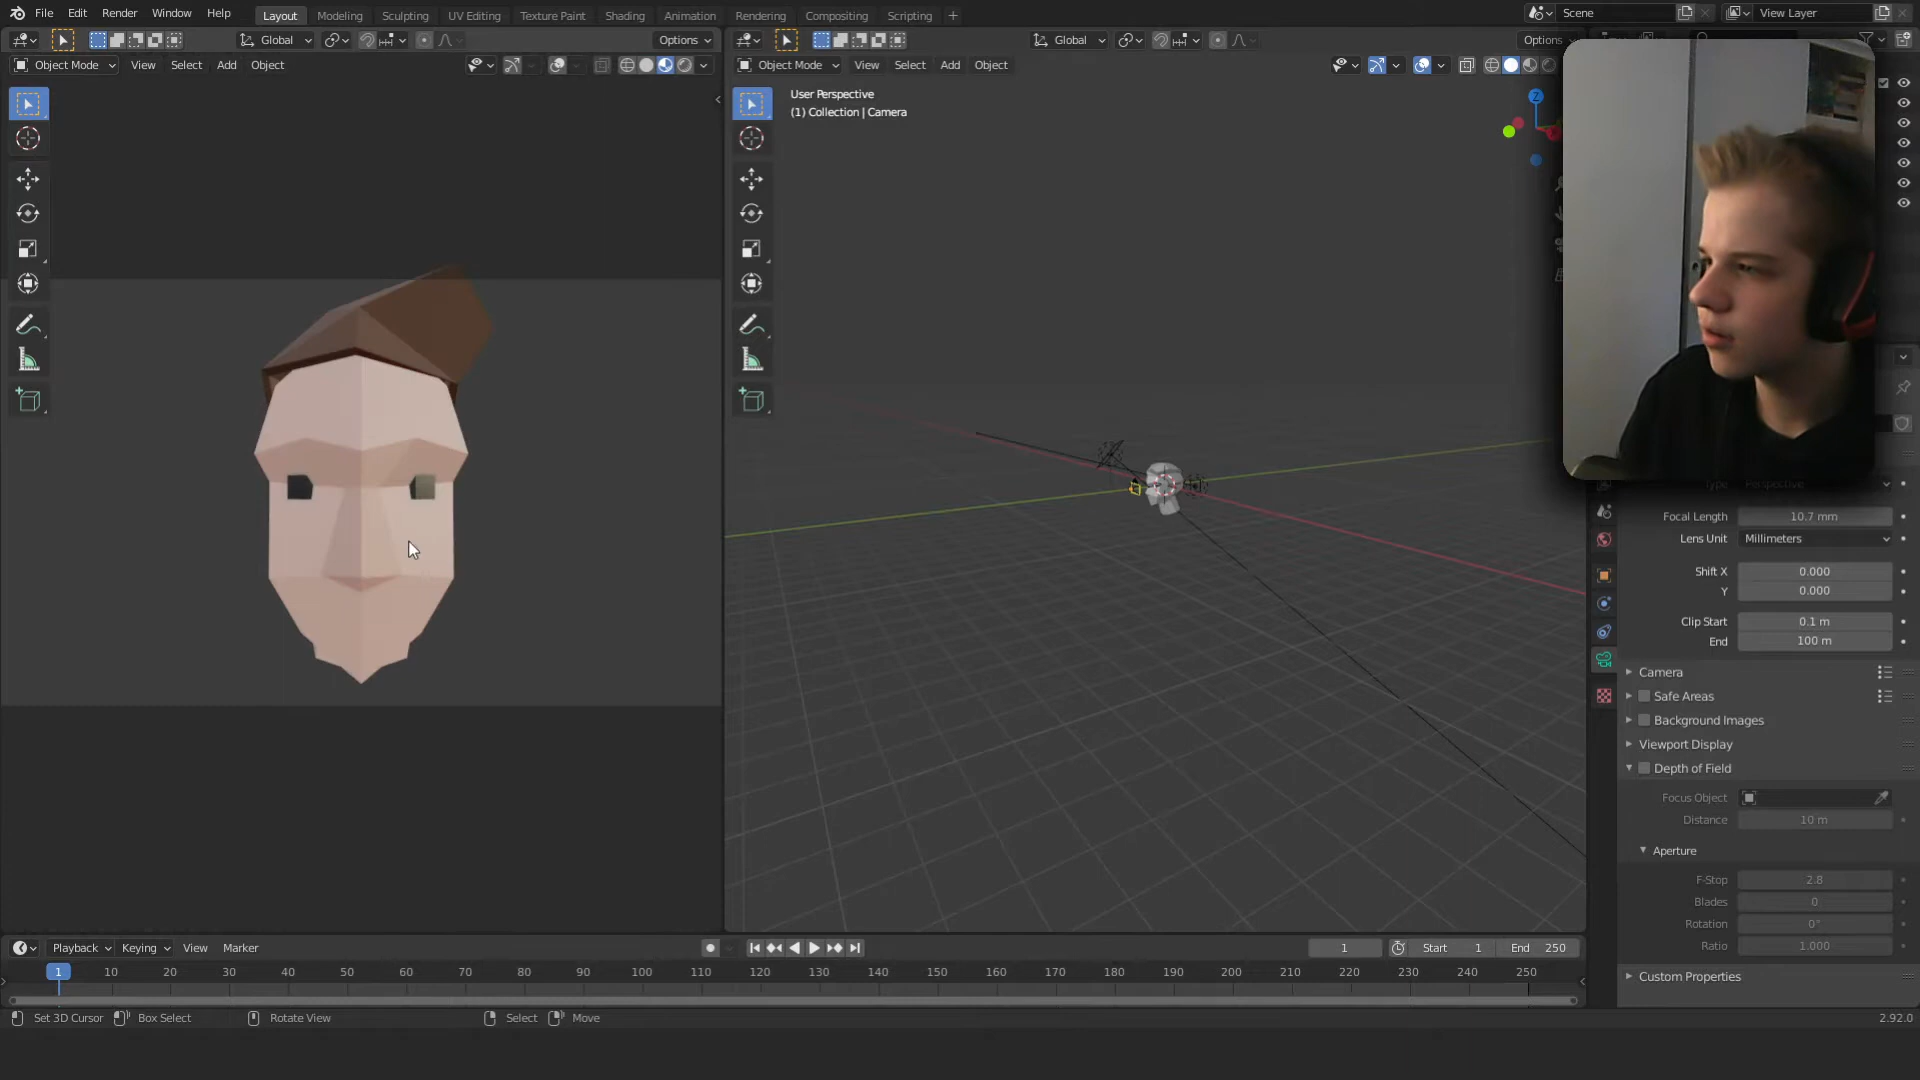 File Edit Render Window Help Layout Modeling Sculpting UV Editing Texture Paint Shading Animation Rendering Compositing Scripting + Scene View Layer
Global Options Global Options
Object Mode View Select Add Object Object Mode View Select Add Object
User Perspective
(1) Collection | Camera
Z
Type Perspective
Focal Length 10.7 mm
Lens Unit Millimeters
Shift X 0.000
Y 0.000
Clip Start 0.1 m
End 100 m
Camera
Safe Areas
Background Images
Viewport Display
Depth of Field
Focus Object
Distance 10 m
Aperture
F-Stop 2.8
Blades 0
Rotation 0°
Ratio 1.000
Custom Properties
Playback Keying View Marker 1 Start 1 End 250
1 10 20 30 40 50 60 70 80 90 100 110 120 130 140 150 160 170 180 190 200 210 220 230 240 250
Set 3D Cursor Box Select Rotate View Select Move 2.92.0